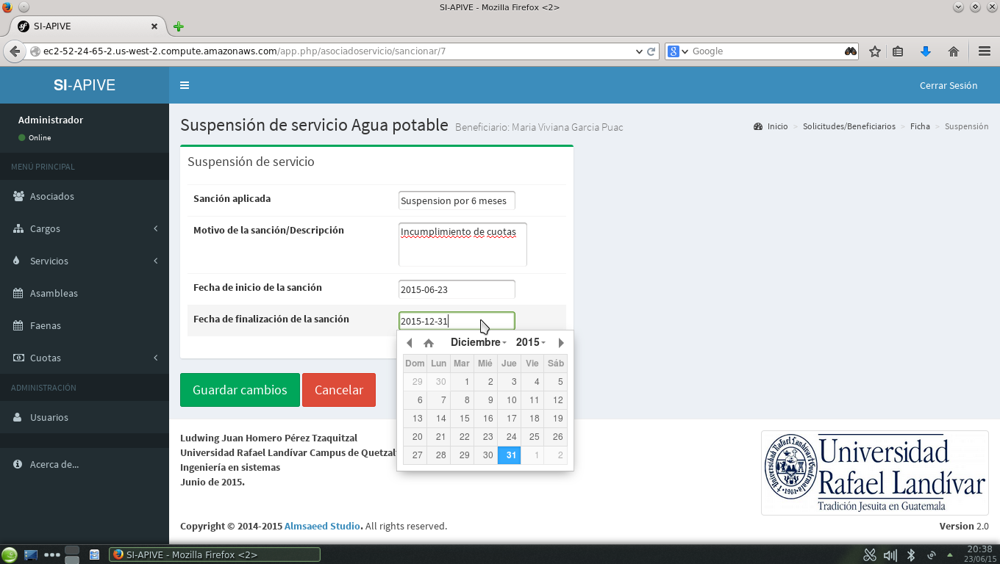 SI-APIVE - Mozilla Firefox <2>
SI-APIVE
ec2-52-24-65-2.us-west-2.compute.amazonaws.com/app.php/asociadoservicio/sancionar/7
Google
SI-APIVE
Cerrar Sesión
Administrador
Online
MENÚ PRINCIPAL
Asociados
Cargos
Servicios
Asambleas
Faenas
Cuotas
ADMINISTRACIÓN
Usuarios
Acerca de...
Suspensión de servicio Agua potable Beneficiario: Maria Viviana Garcia Puac
Inicio > Solicitudes/Beneficiarios > Ficha > Suspensión
Suspensión de servicio
Sanción aplicada Suspension por 6 meses
Motivo de la sanción/Descripción Incumplimiento de cuotas
Fecha de inicio de la sanción 2015-06-23
Fecha de finalización de la sanción 2015-12-31
Diciembre 2015
Dom Lun Mar Mié Jue Vie Sáb
29 30 1 2 3 4 5
6 7 8 9 10 11 12
13 14 15 16 17 18 19
20 21 22 23 24 25 26
27 28 29 30 31 1 2
Guardar cambios Cancelar
Ludwing Juan Homero Pérez Tzaquitzal
Universidad Rafael Landívar Campus de Quetzalt
Ingeniería en sistemas
Junio de 2015.
Universidad
Rafael Landívar
Tradición Jesuita en Guatemala
Copyright © 2014-2015 Almsaeed Studio. All rights reserved.
Version 2.0
SI-APIVE - Mozilla Firefox <2>
20:38
23/06/15